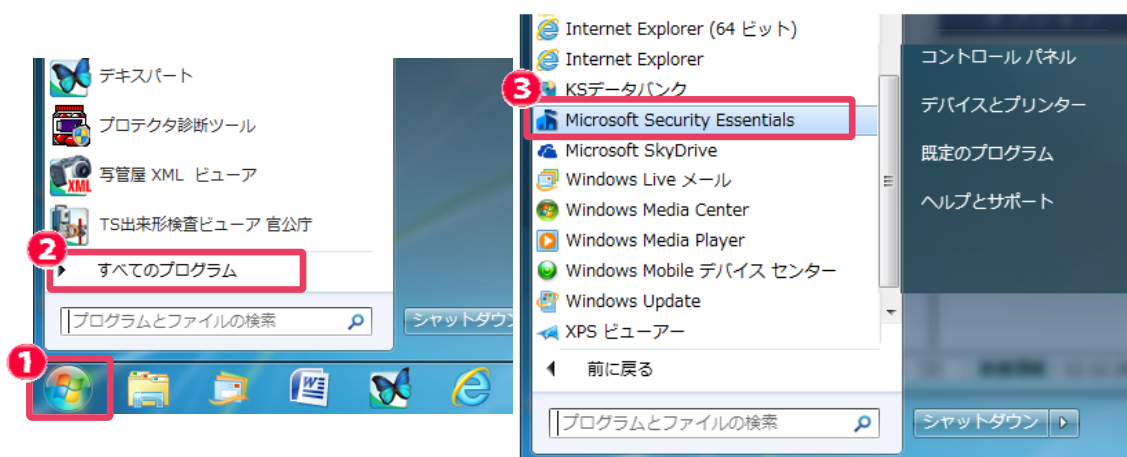 デキスパート
プロテクタ診断ツール
XML
写管屋 XML ビューア
TS出来形検査ビューア 官公庁
2
すべてのプログラム
プログラムとファイルの検索
シャットダウ
1
W
Internet Explorer (64 ビット)
Internet Explorer
3
KSデータバンク
Microsoft Security Essentials
Microsoft SkyDrive
Windows Live メール
Windows Media Center
Windows Media Player
Windows Mobile デバイス センター
Windows Update
XPS ビューアー
前に戻る
プログラムとファイルの検索
コントロール パネル
デバイスとプリンター
既定のプログラム
ヘルプとサポート
シャットダウン